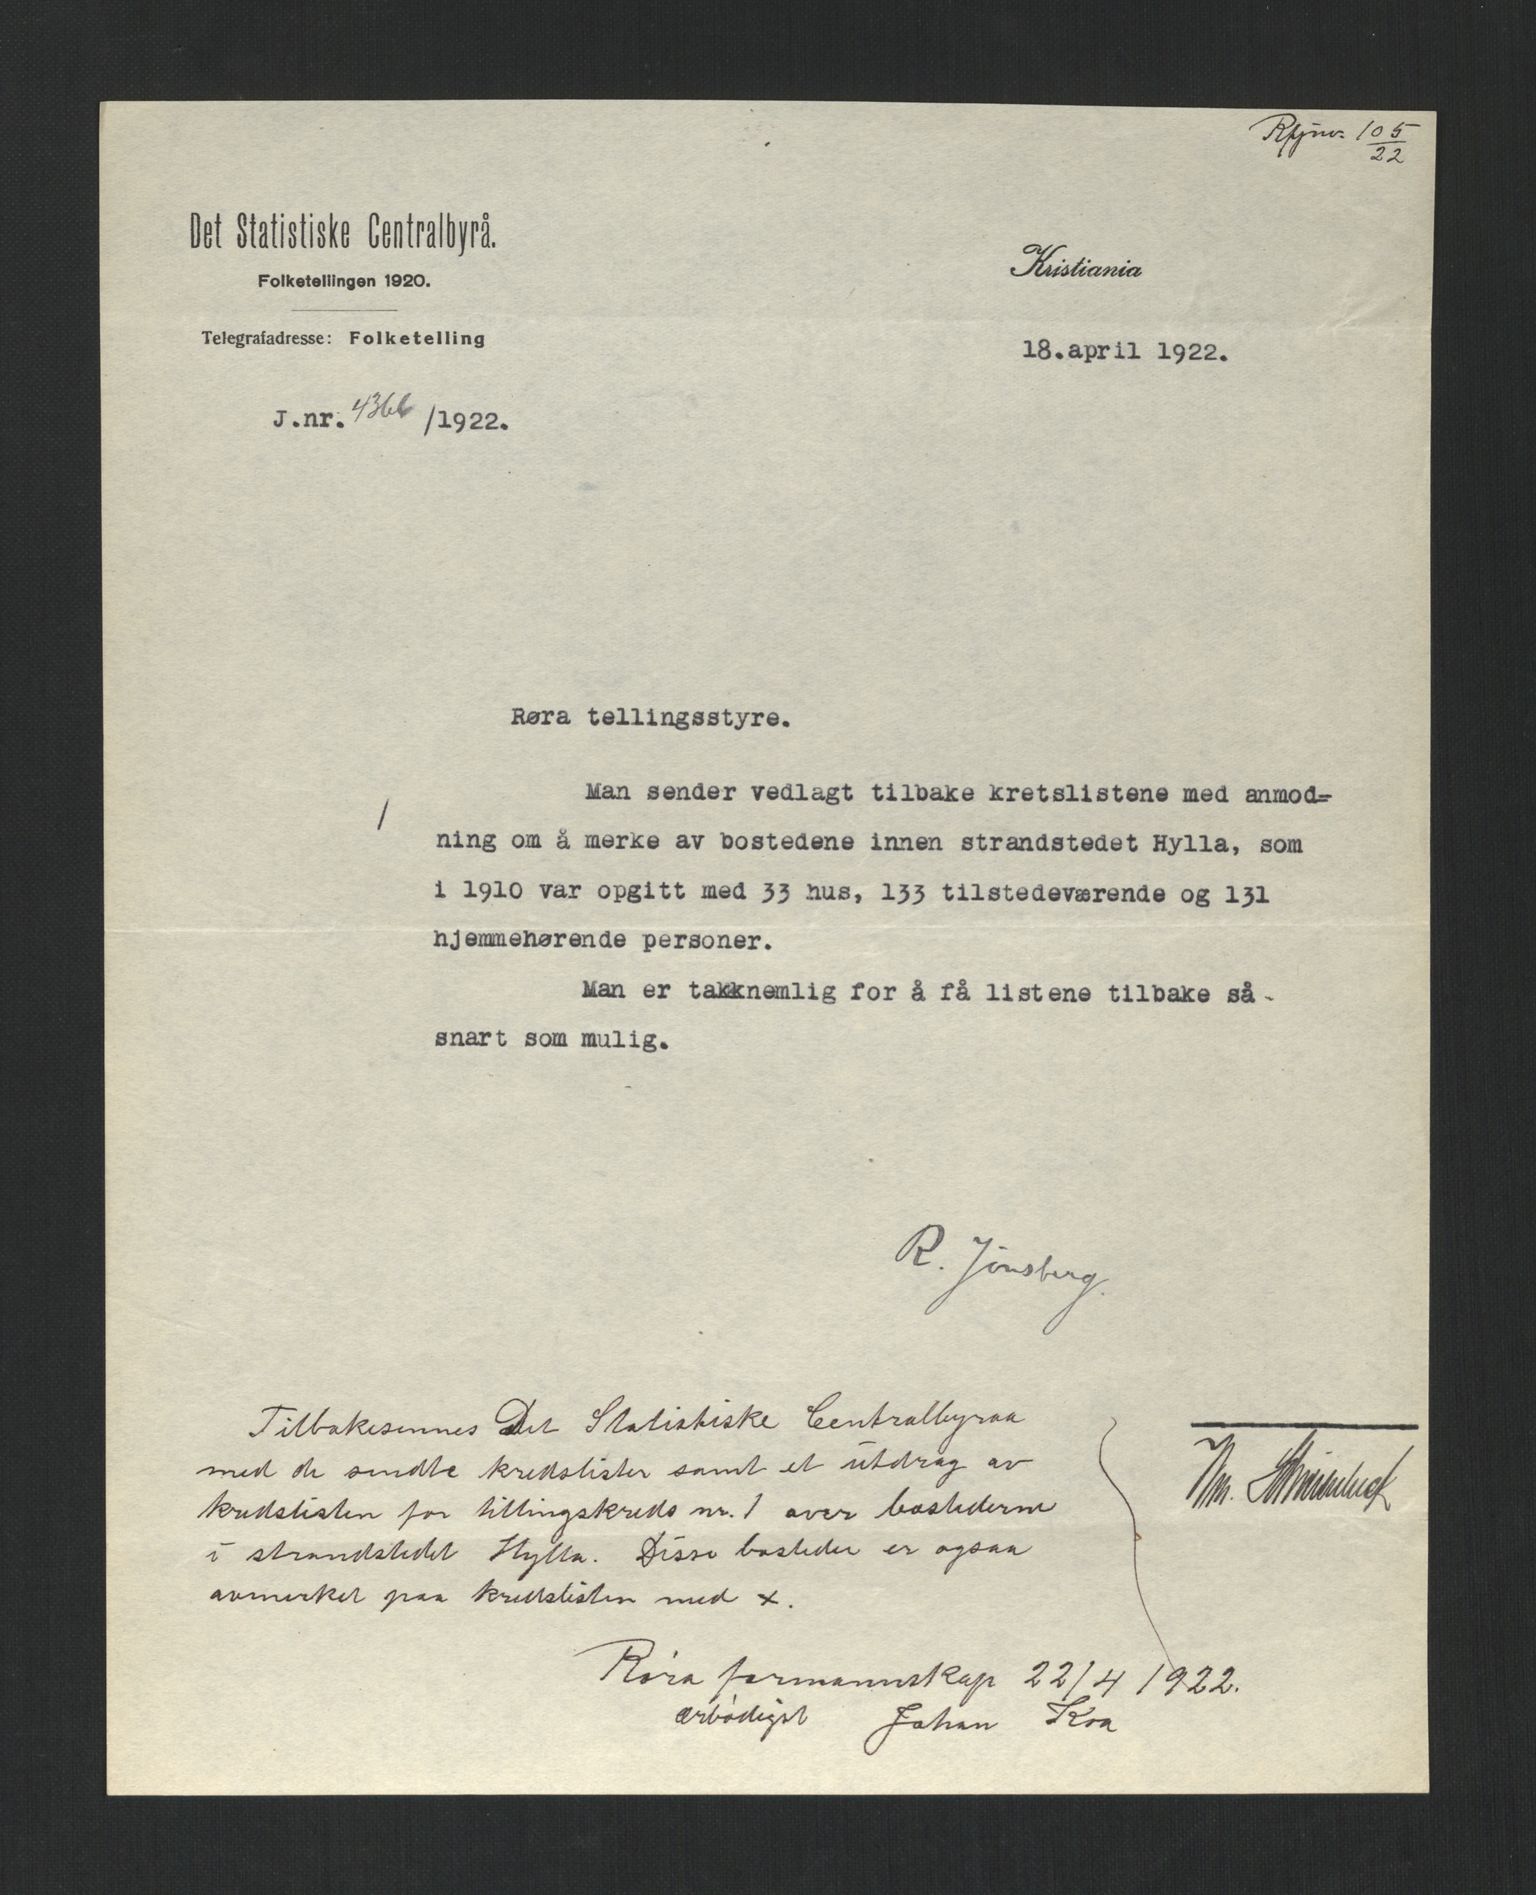 105
22
Det Statistiske Centralbyrå.
Folketellingen 1920.
Telegrafadresse: Folketelling
Kristiania
18.april 1922.
J.nr. 4366 /1922.
Røra tellingsstyre.
Man sender vedlagt tilbake kretslistene med anmod=
ning om å merke av bostedene innen strandstedet Hylla, som
i 1910 var opgitt med 33 hus, 133 tilstedeværende og 131
hjemmehørende personer.
Man er takknemlig for å få listene tilbake så
snart som mulig.
R. Jönsberg.
Tilbakesennes Det Statistiske Centralbyraa
med de sendte kredslister samt et utdrag av
kredslisten for tellingskreds nr. 1 over bostederne
i strandstedet Hylla. Disse bosteder er ogsaa
avmerket paa kredslisten med x.
Røra formannskap 22/4 1922.
ærbødigst Johan